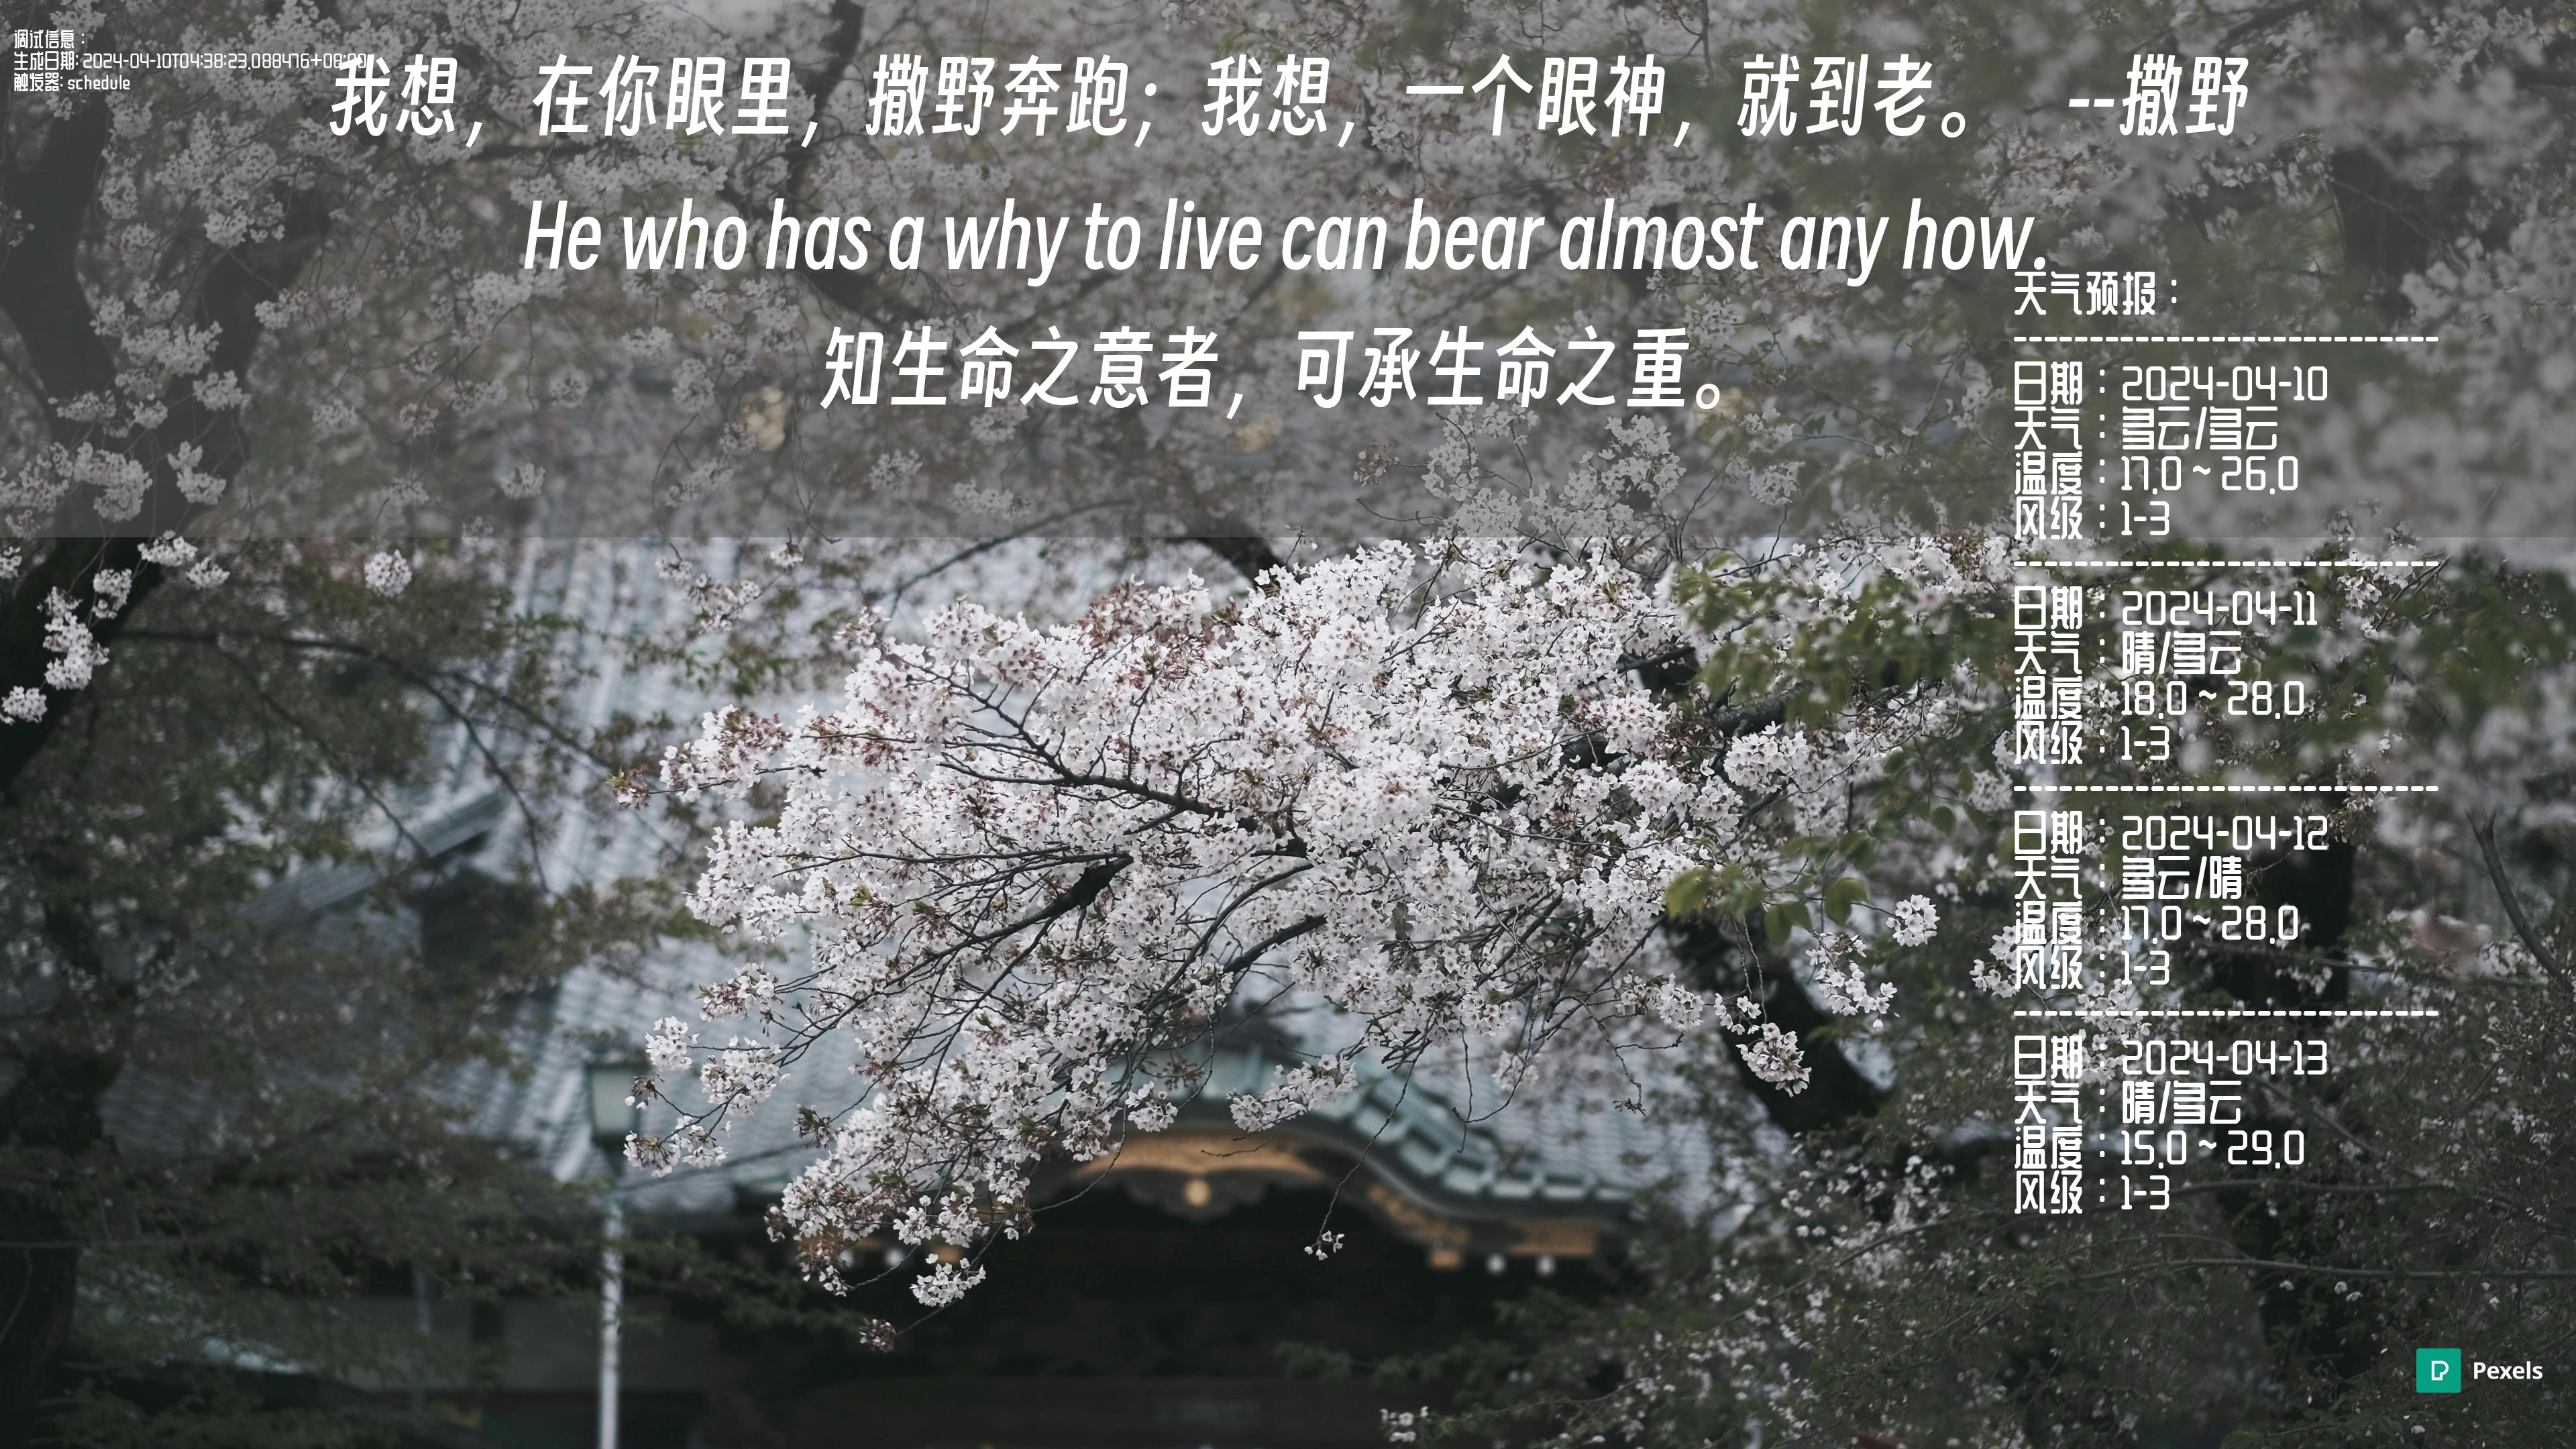 调试信息：
生成日期: 2024-04-10T04:38:23.088476+08:00
触发器: schedule
我想，在你眼里，撒野奔跑；我想，一个眼神，就到老。 --撒野
He who has a why to live can bear almost any how.
知生命之意者，可承生命之重。
天气预报：
----------------------------
日期：2024-04-10
天气：多云/多云
温度：17.0 ~ 26.0
风级：1-3
----------------------------
日期：2024-04-11
天气：晴/多云
温度：18.0 ~ 28.0
风级：1-3
----------------------------
日期：2024-04-12
天气：多云/晴
温度：17.0 ~ 28.0
风级：1-3
----------------------------
日期：2024-04-13
天气：晴/多云
温度：15.0 ~ 29.0
风级：1-3
Pexels